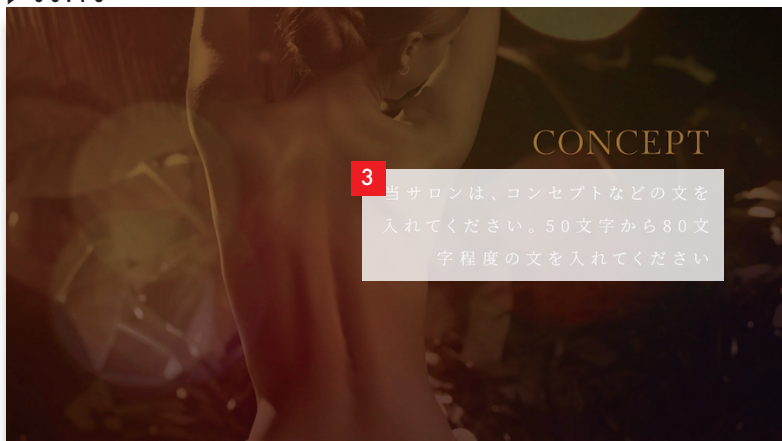 CONCEPT
3
当サロンは、コンセプトなどの文を
入れてください。50文字から80文
字程度の文を入れてください